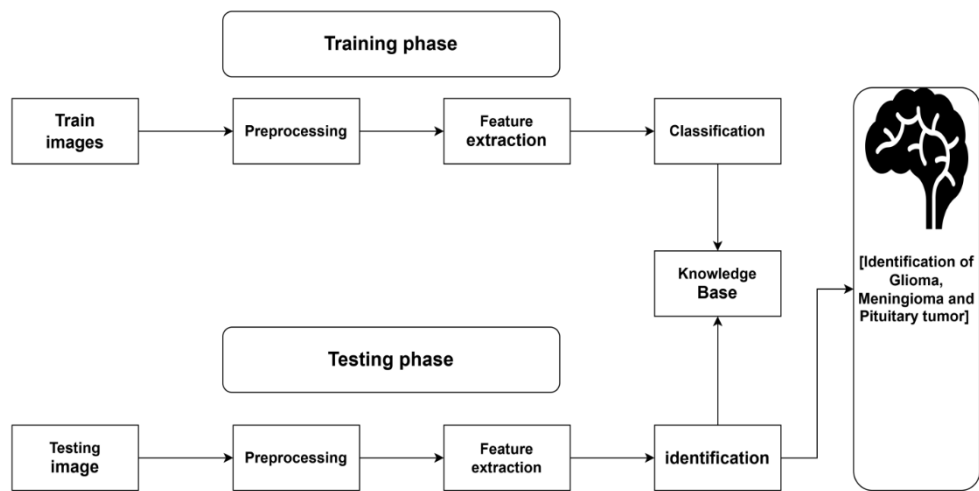 Training phase
Train
images
Preprocessing
Feature
extraction
Classification
Knowledge
Base
[Identification of
Glioma,
Meningioma and
Pituitary tumor]
Testing phase
Testing
image
Preprocessing
Feature
extraction
identification